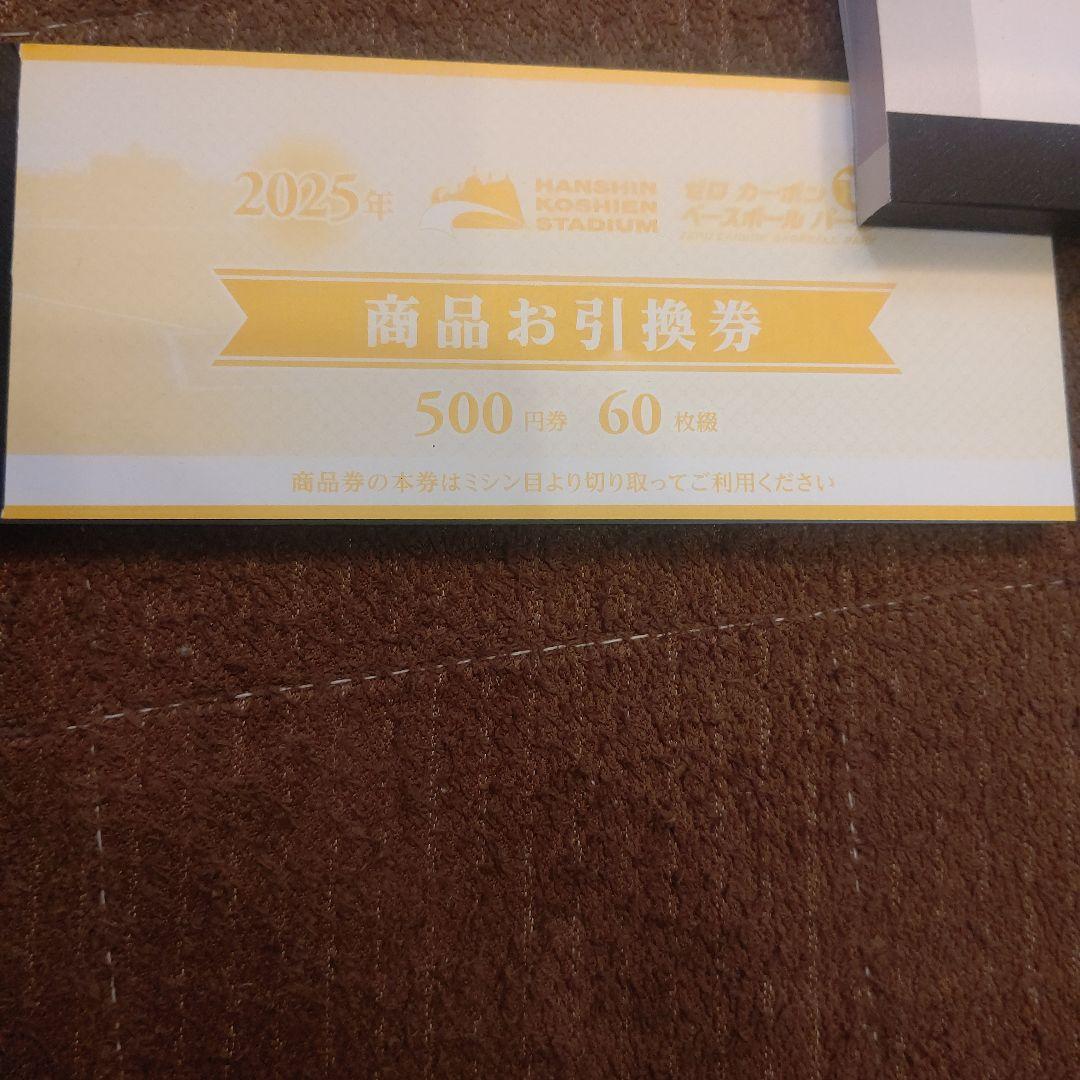 2025年
HANSHIN
KOSHIEN
STADIUM
ゼロ カーボン
ベースボール パー
商品お引換券
500円券 60枚綴
商品券の本券はミシン目より切り取ってご利用ください